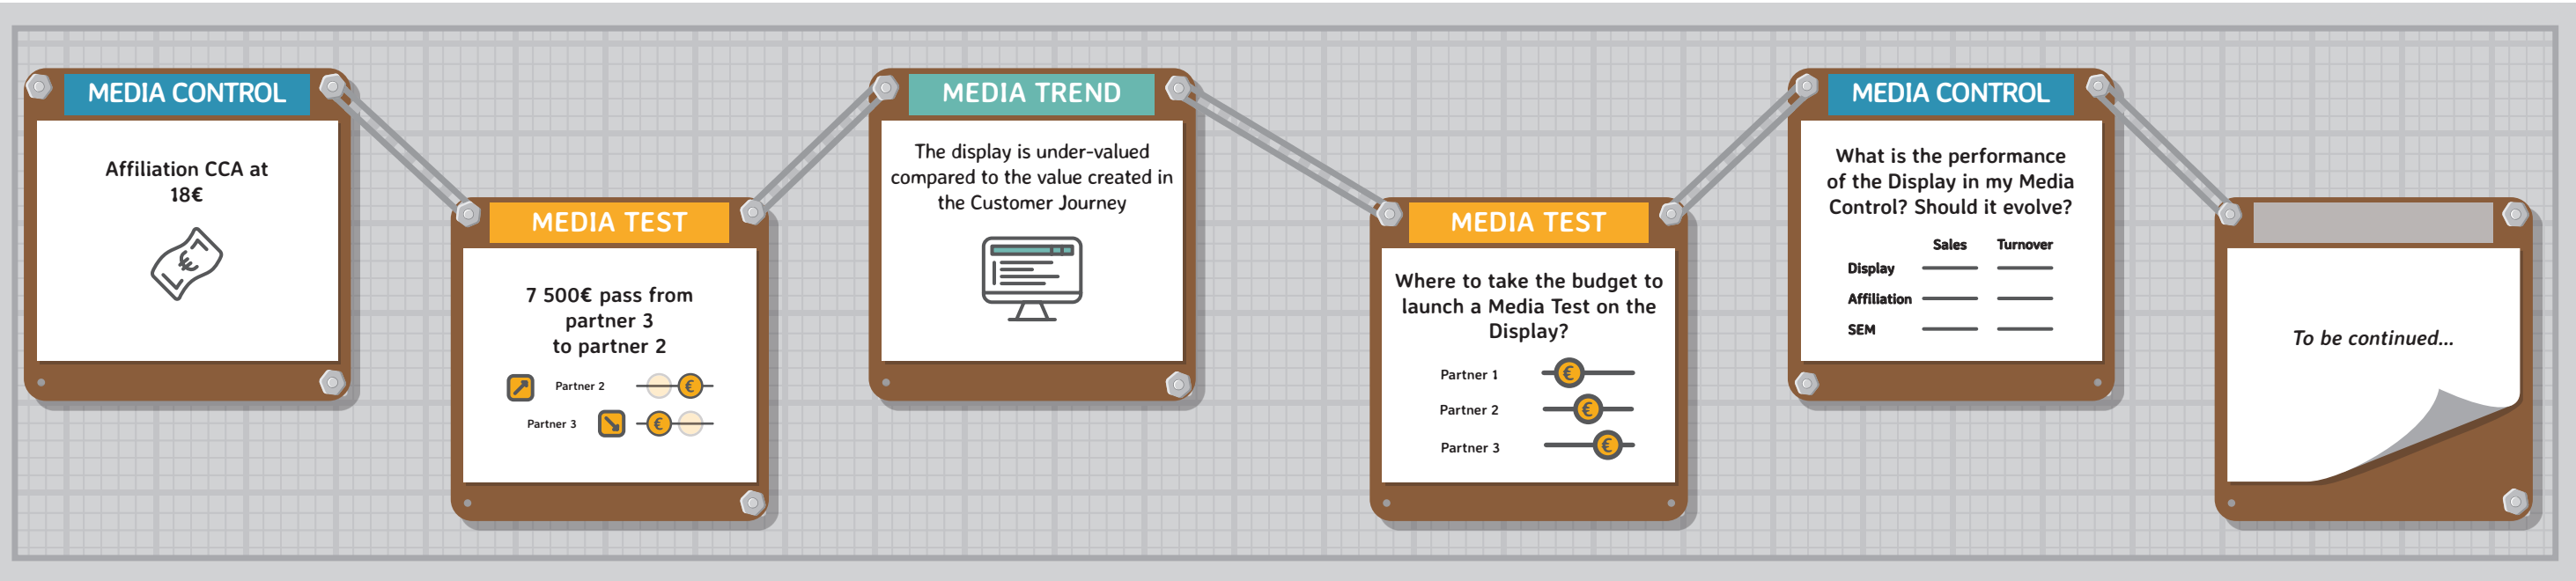 MEDIA CONTROL
Affiliation CCA at
18€
MEDIA TEST
7 500€ pass from
partner 3
to partner 2
Partner 2
€
Partner 3
€
MEDIA TREND
The display is under-valued
compared to the value created in
the Customer Journey
MEDIA TEST
Where to take the budget to
launch a Media Test on the
Display?
Partner 1
€
Partner 2
€
Partner 3
€
MEDIA CONTROL
What is the performance
of the Display in my Media
Control? Should it evolve?
Sales Turnover
Display
Affiliation
SEM
To be continued...